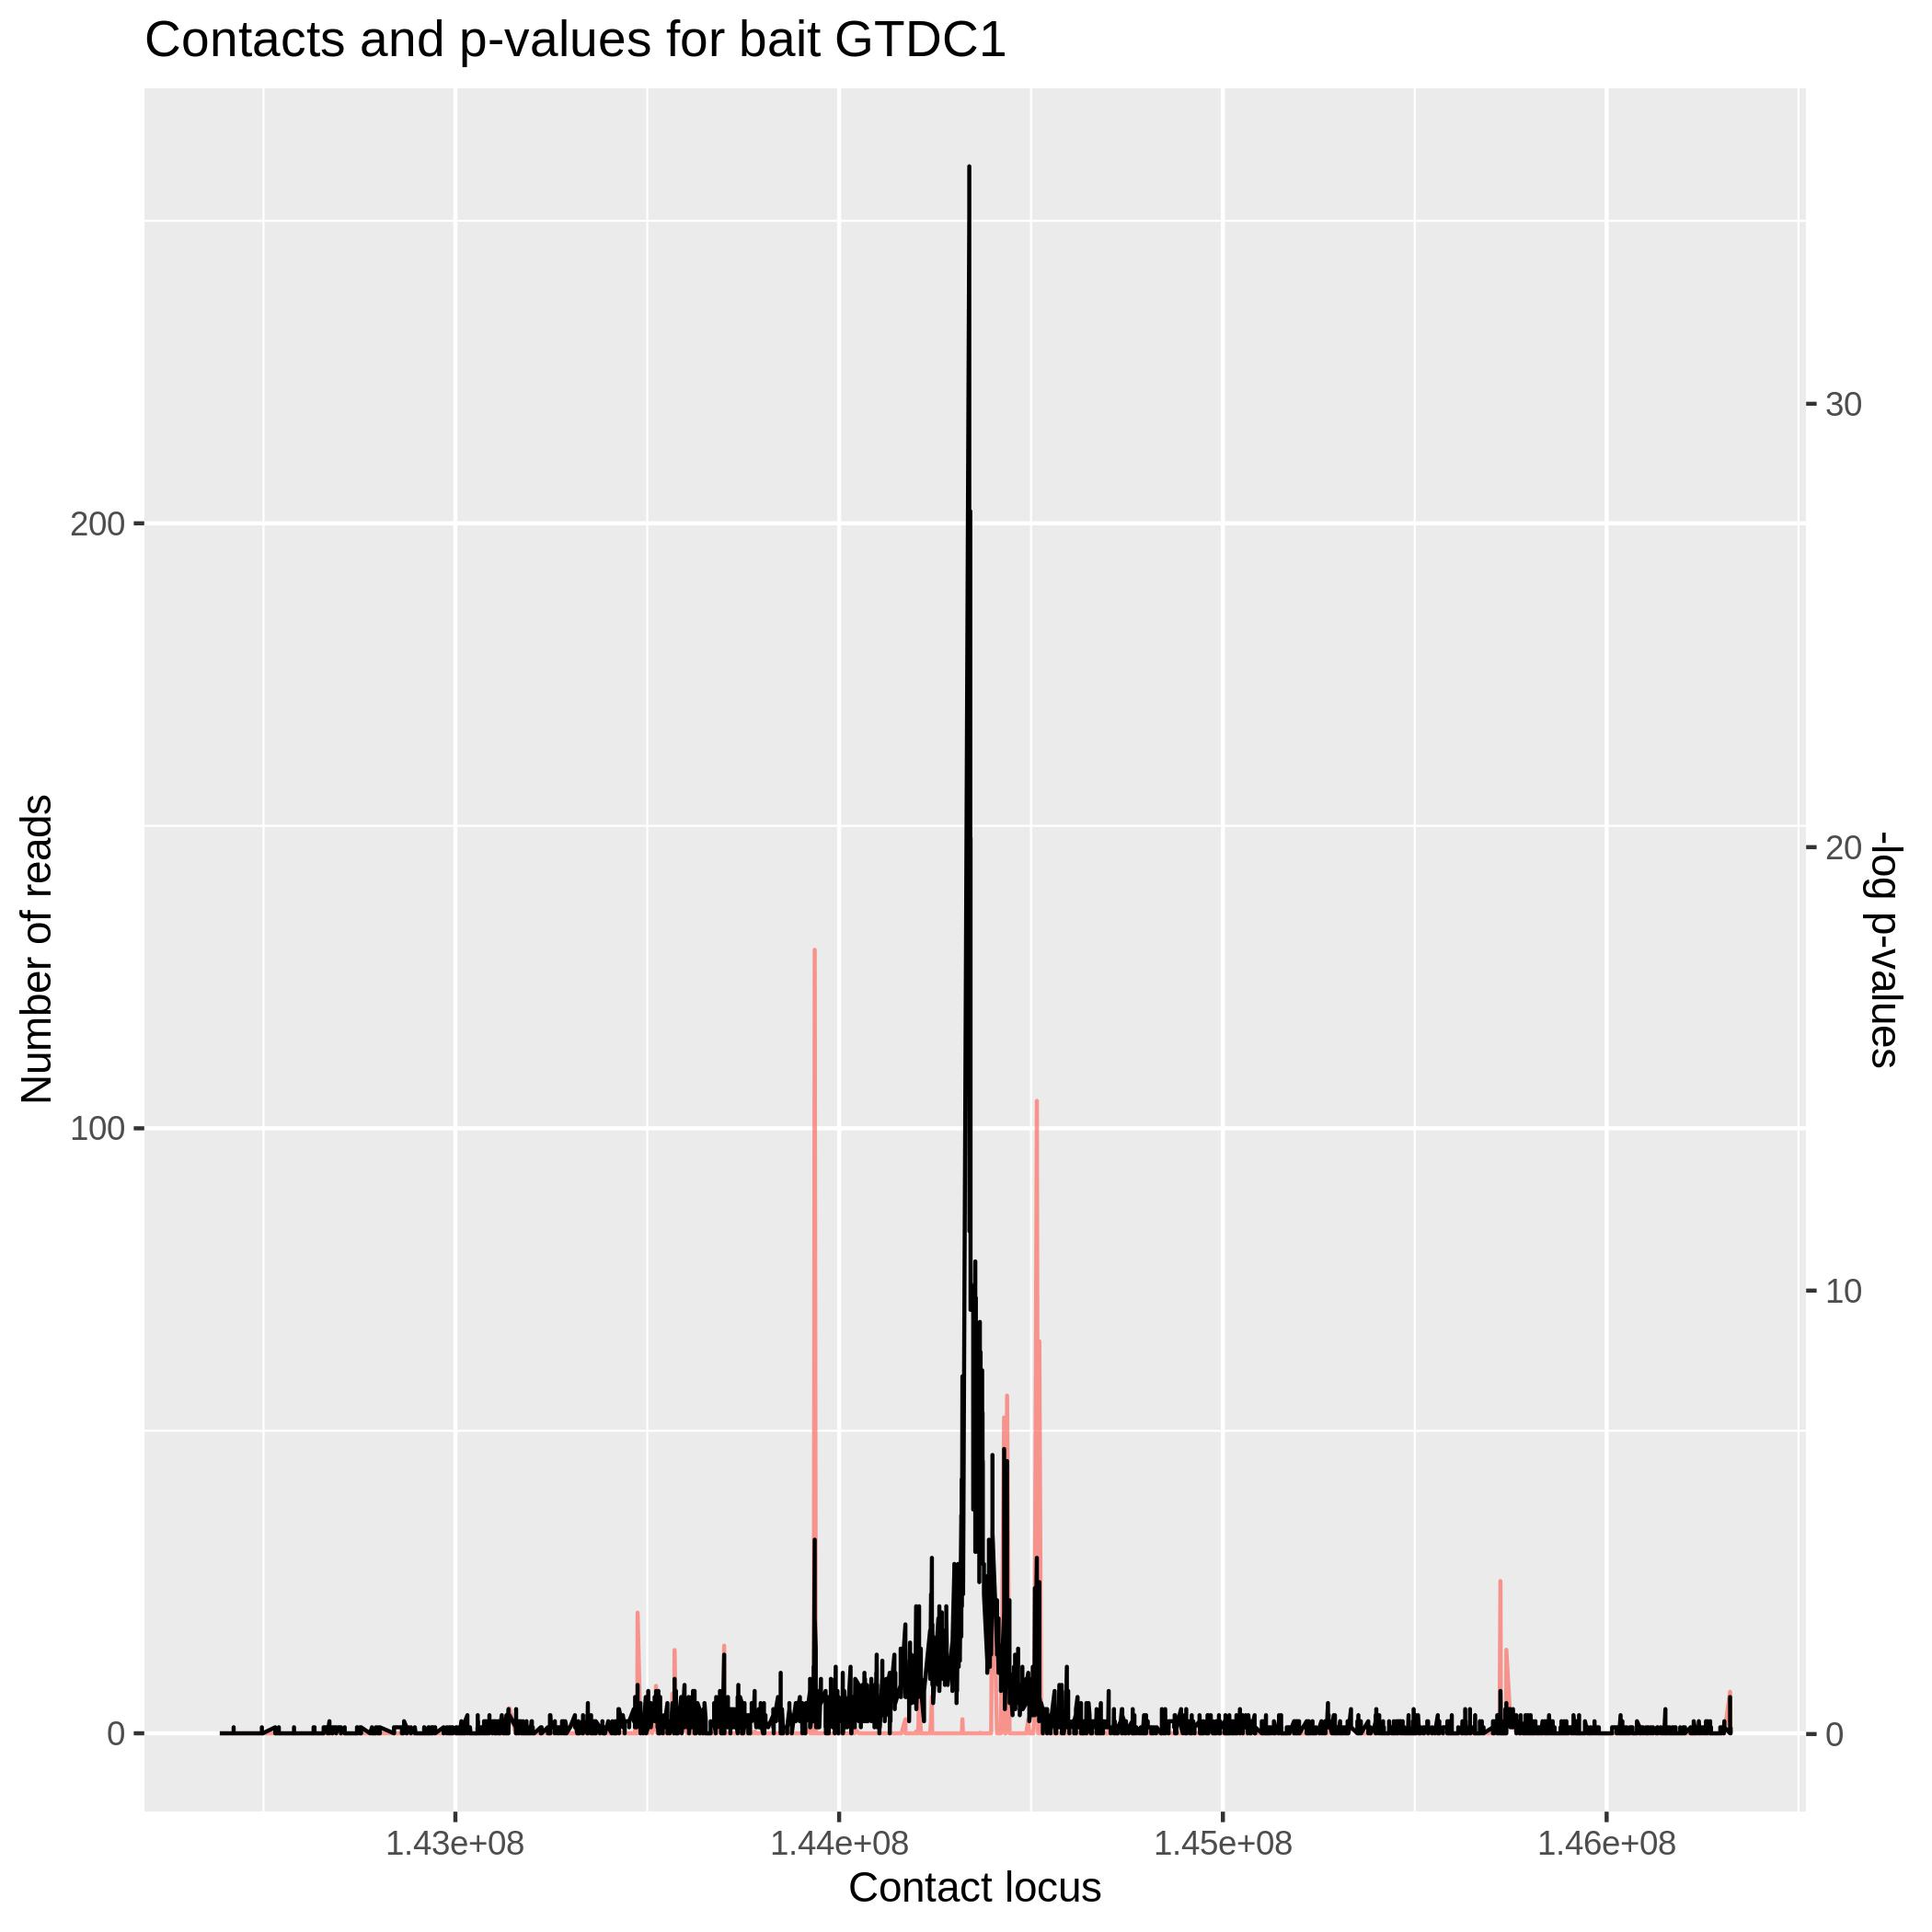 Contacts and p-values for bait GTDC1
Number of reads
200
100
0
30
20
10
0
-log p-values
1.43e+08
1.44e+08
1.45e+08
1.46e+08
Contact locus